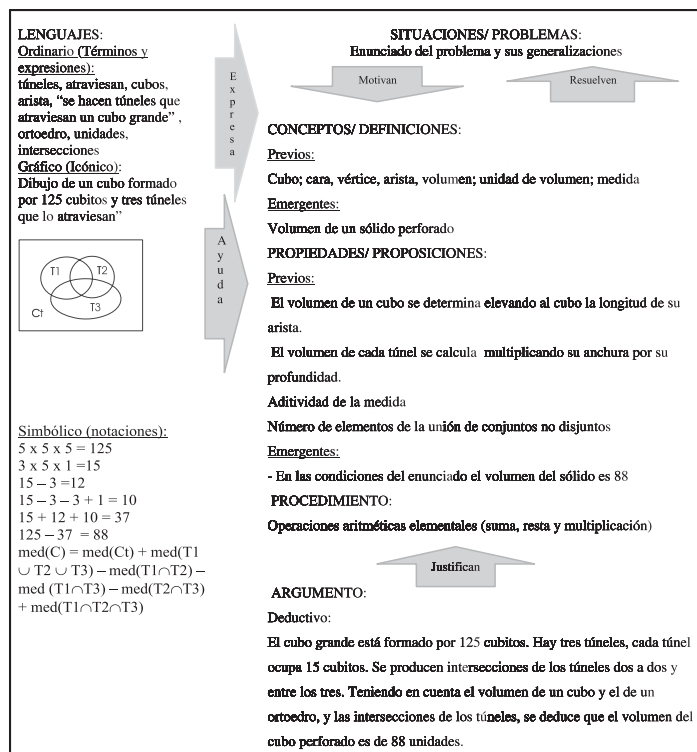 LENGUAJES:
Ordinario (Términos y
expresiones):
túneles, atraviesan, cubos,
arista, “se hacen túneles que
atraviesan un cubo grande” ,
ortoedro, unidades,
intersecciones
Gráfico (Icónico):
Dibujo de un cubo formado
por 125 cubitos y tres túneles
que lo atraviesan”
T1
T2
T3
Ct
Simbólico (notaciones):
5 x 5 x 5 = 125
3 x 5 x 1 =15
15 – 3 =12
15 – 3 – 3 + 1 = 10
15 + 12 + 10 = 37
125 – 37 = 88
med(C) = med(Ct) + med(T1
∪ T2 ∪ T3) – med(T1∩T2) –
med (T1∩T3) – med(T2∩T3)
+ med(T1∩T2∩T3)
Expresa
Ayuda
SITUACIONES/ PROBLEMAS:
Enunciado del problema y sus generalizaciones
Motivan
Resuelven
CONCEPTOS/ DEFINICIONES:
Previos:
Cubo; cara, vértice, arista, volumen; unidad de volumen; medida
Emergentes:
Volumen de un sólido perforado
PROPIEDADES/ PROPOSICIONES:
Previos:
El volumen de un cubo se determina elevando al cubo la longitud de su
arista.
El volumen de cada túnel se calcula multiplicando su anchura por su
profundidad.
Aditividad de la medida
Número de elementos de la unión de conjuntos no disjuntos
Emergentes:
- En las condiciones del enunciado el volumen del sólido es 88
PROCEDIMIENTO:
Operaciones aritméticas elementales (suma, resta y multiplicación)
Justifican
ARGUMENTO:
Deductivo:
El cubo grande está formado por 125 cubitos. Hay tres túneles, cada túnel
ocupa 15 cubitos. Se producen intersecciones de los túneles dos a dos y
entre los tres. Teniendo en cuenta el volumen de un cubo y el de un
ortoedro, y las intersecciones de los túneles, se deduce que el volumen del
cubo perforado es de 88 unidades.